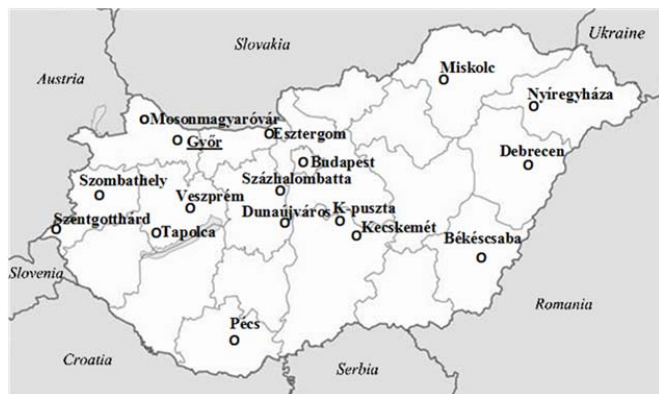 Ukraine
Slovakia
Austria
Miskolc
Nyíregyháza
Mosonmagyaróvár
Esztergom
Győr
Budapest
Debrecen
Szombathely
Százhalombatta
Veszprém
Szentgotthárd
Dunaújváros
K-puszta
Tapolca
Kecskemét
Békéscsaba
Slovenia
Romania
Pécs
Croatia
Serbia